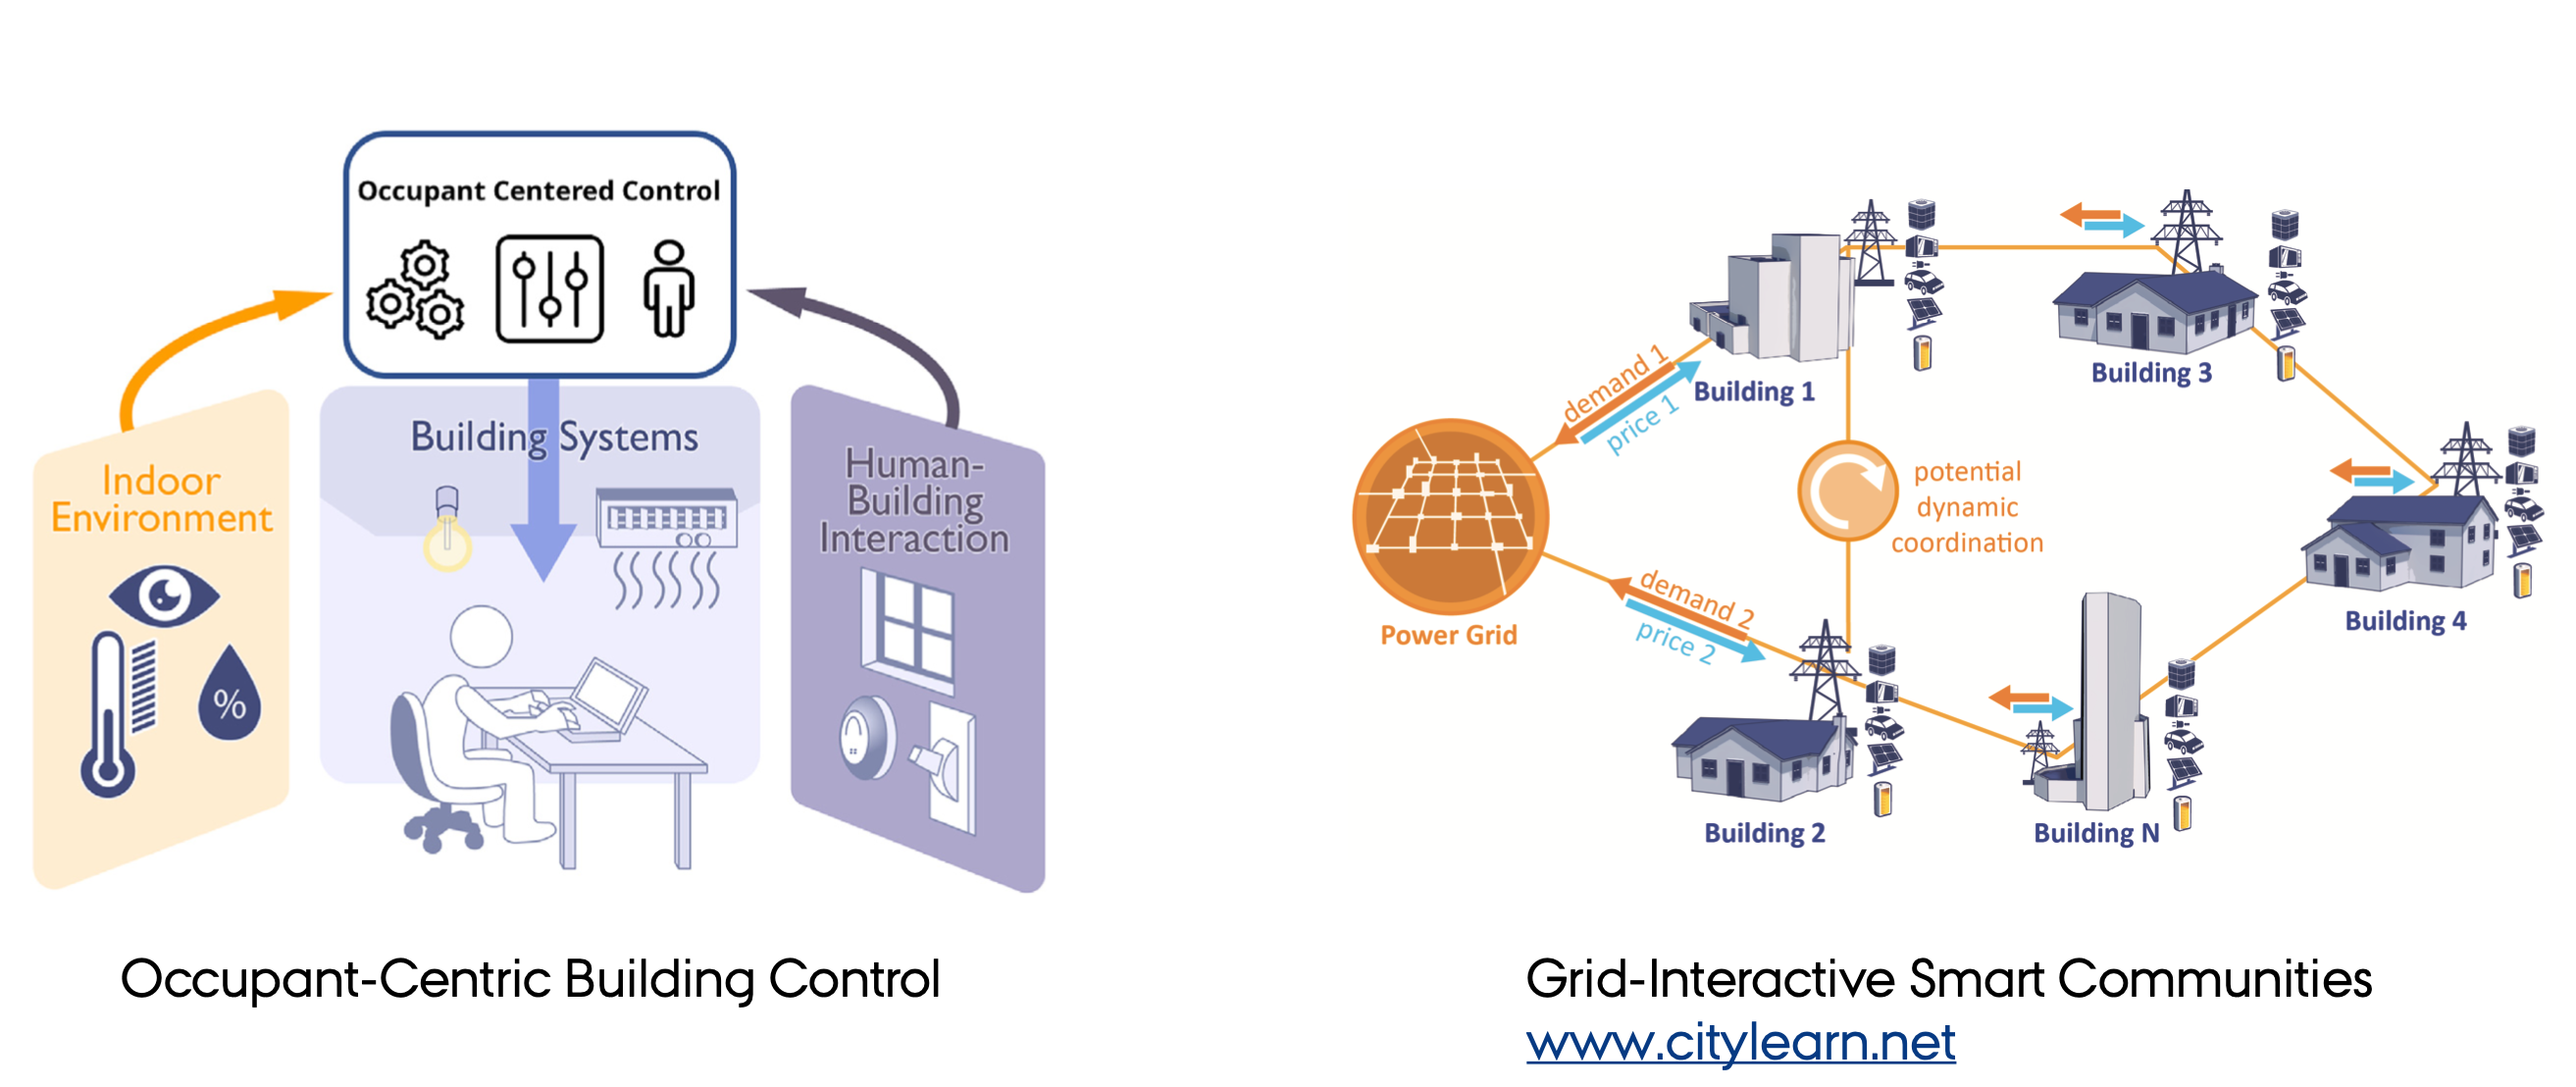 Occupant Centered Control
Building Systems
Indoor
Environment
%
Human-
Building
Interaction
Occupant-Centric Building Control
Building 1
Building 3
demand 1
price 1
Power Grid
potential
dynamic
coordination
demand 2
price 2
Building 4
Building 2
Building N
Grid-Interactive Smart Communities
www.citylearn.net